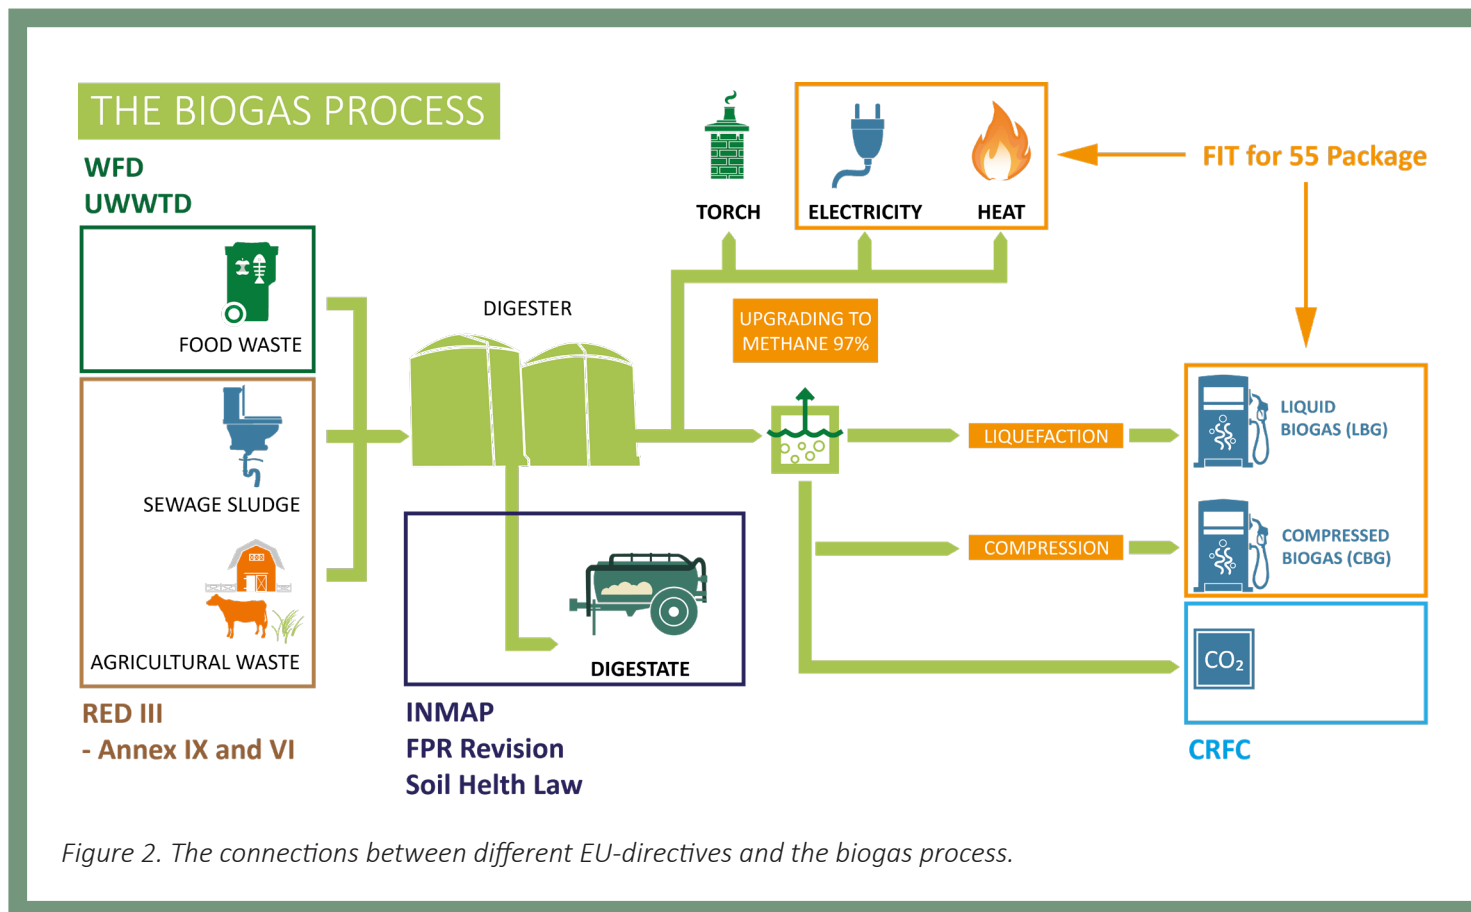 THE BIOGAS PROCESS
WFD
UWWTD
FOOD WASTE
SEWAGE SLUDGE
AGRICULTURAL WASTE
RED III
- Annex IX and VI
DIGESTER
TORCH
ELECTRICITY
HEAT
FIT for 55 Package
UPGRADING TO
METHANE 97%
LIQUEFACTION
LIQUID
BIOGAS (LBG)
COMPRESSION
COMPRESSED
BIOGAS (CBG)
DIGESTATE
INMAP
FPR Revision
Soil Helth Law
CO₂
CRFC
Figure 2. The connections between different EU-directives and the biogas process.